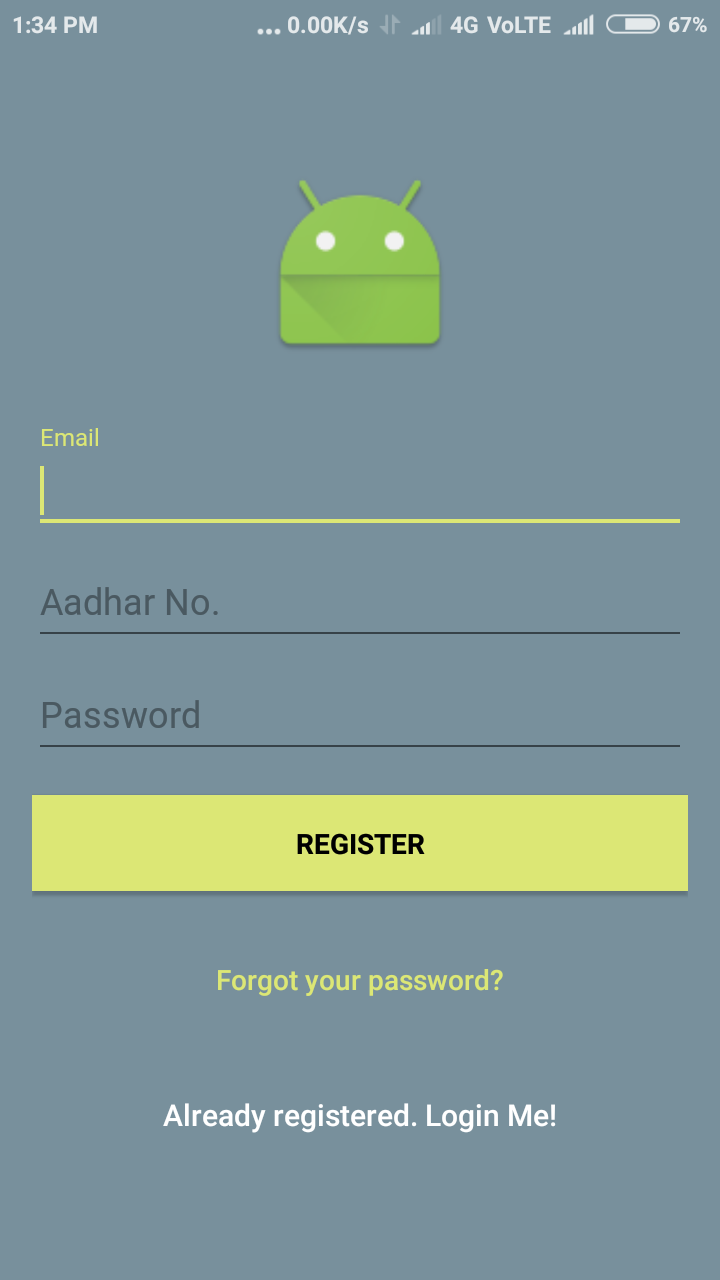 1:34 PM ... 0.00K/s 4G VoLTE 67%
Email
Aadhar No.
Password
REGISTER
Forgot your password?
Already registered. Login Me!